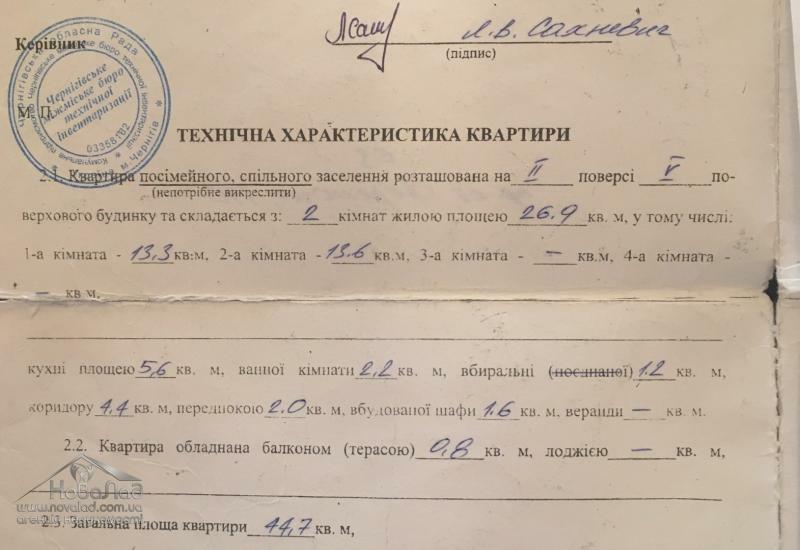 Л.В. Сахневич
Керівник
(підпис)
М. П.
Чернігівське
міжміське бюро
технічної
інвентаризації
03358102
ТЕХНІЧНА ХАРАКТЕРИСТИКА КВАРТИРИ
2.1. Квартира посімейного, спільного заселення розташована на II поверсі V по-
(непотрібне викреслити)
верхового будинку та складається з: 2 кімнат жилою площею 26.9 кв. м, у тому числі:
1-а кімната - 13,3 кв.м, 2-а кімната - 13.6 кв.м, 3-а кімната - — кв.м, 4-а кімната -
— кв м,
кухні площею 5,6 кв. м, ванної кімнати 2,2 кв. м, вбиральні (поєднаної) 1.2 кв. м,
коридору 4.4 кв. м, передпокою 2.0 кв. м, вбудованої шафи 1.6 кв. м, веранди — кв. м.
2.2. Квартира обладнана балконом (терасою) 0,8 кв. м, лоджією — кв. м,
НоваЛад
www.novalad.com.ua
агенція нерухомості
2.3. Загальна площа квартири 44,7 кв. м,